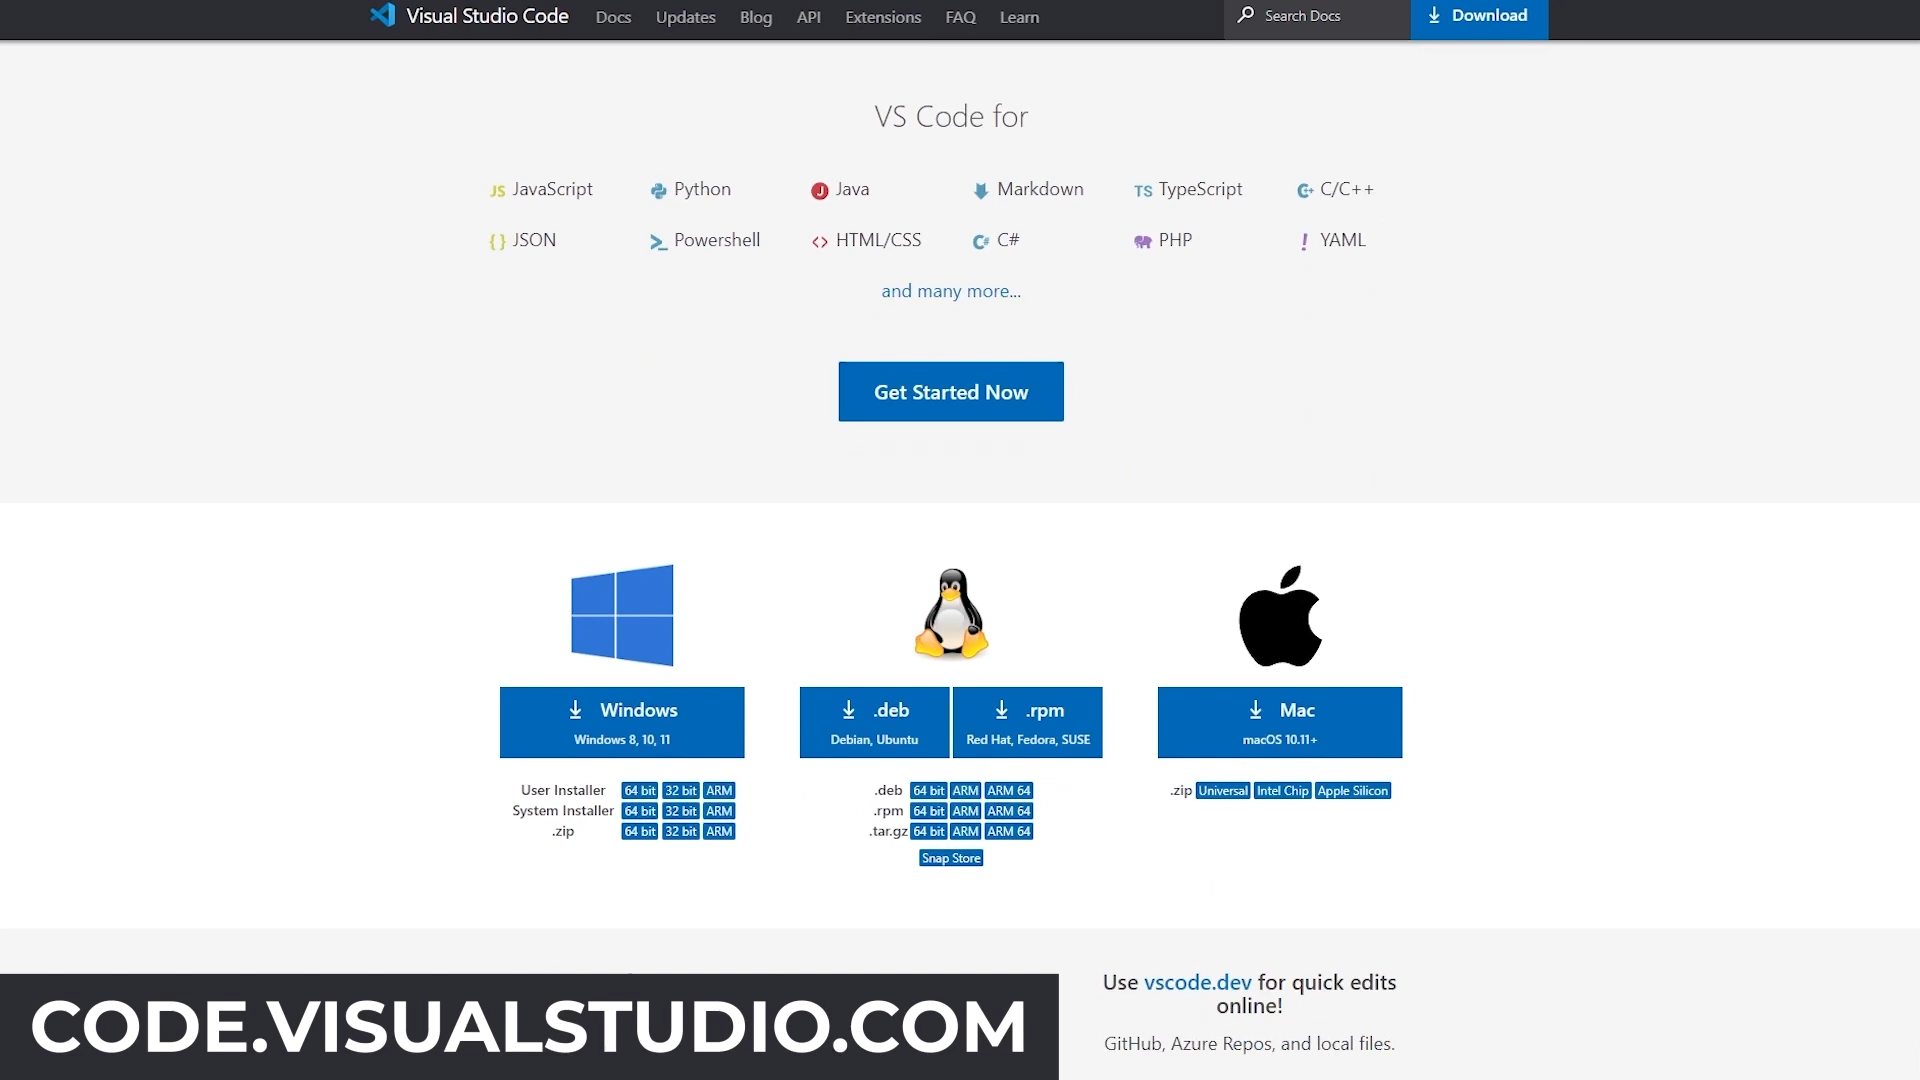 Visual Studio Code Docs Updates Blog API Extensions FAQ Learn Search Docs Download
VS Code for
JS JavaScript Python J Java Markdown TS TypeScript C/C++
{} JSON Powershell <> HTML/CSS C# PHP ! YAML
and many more...
Get Started Now
Windows
Windows 8, 10, 11
.deb
Debian, Ubuntu
.rpm
Red Hat, Fedora, SUSE
Mac
macOS 10.11+
User Installer 64 bit 32 bit ARM
System Installer 64 bit 32 bit ARM
.zip 64 bit 32 bit ARM
.deb 64 bit ARM ARM 64
.rpm 64 bit ARM ARM 64
.tar.gz 64 bit ARM ARM 64
Snap Store
.zip Universal Intel Chip Apple Silicon
Use vscode.dev for quick edits
online!
GitHub, Azure Repos, and local files.
CODE.VISUALSTUDIO.COM